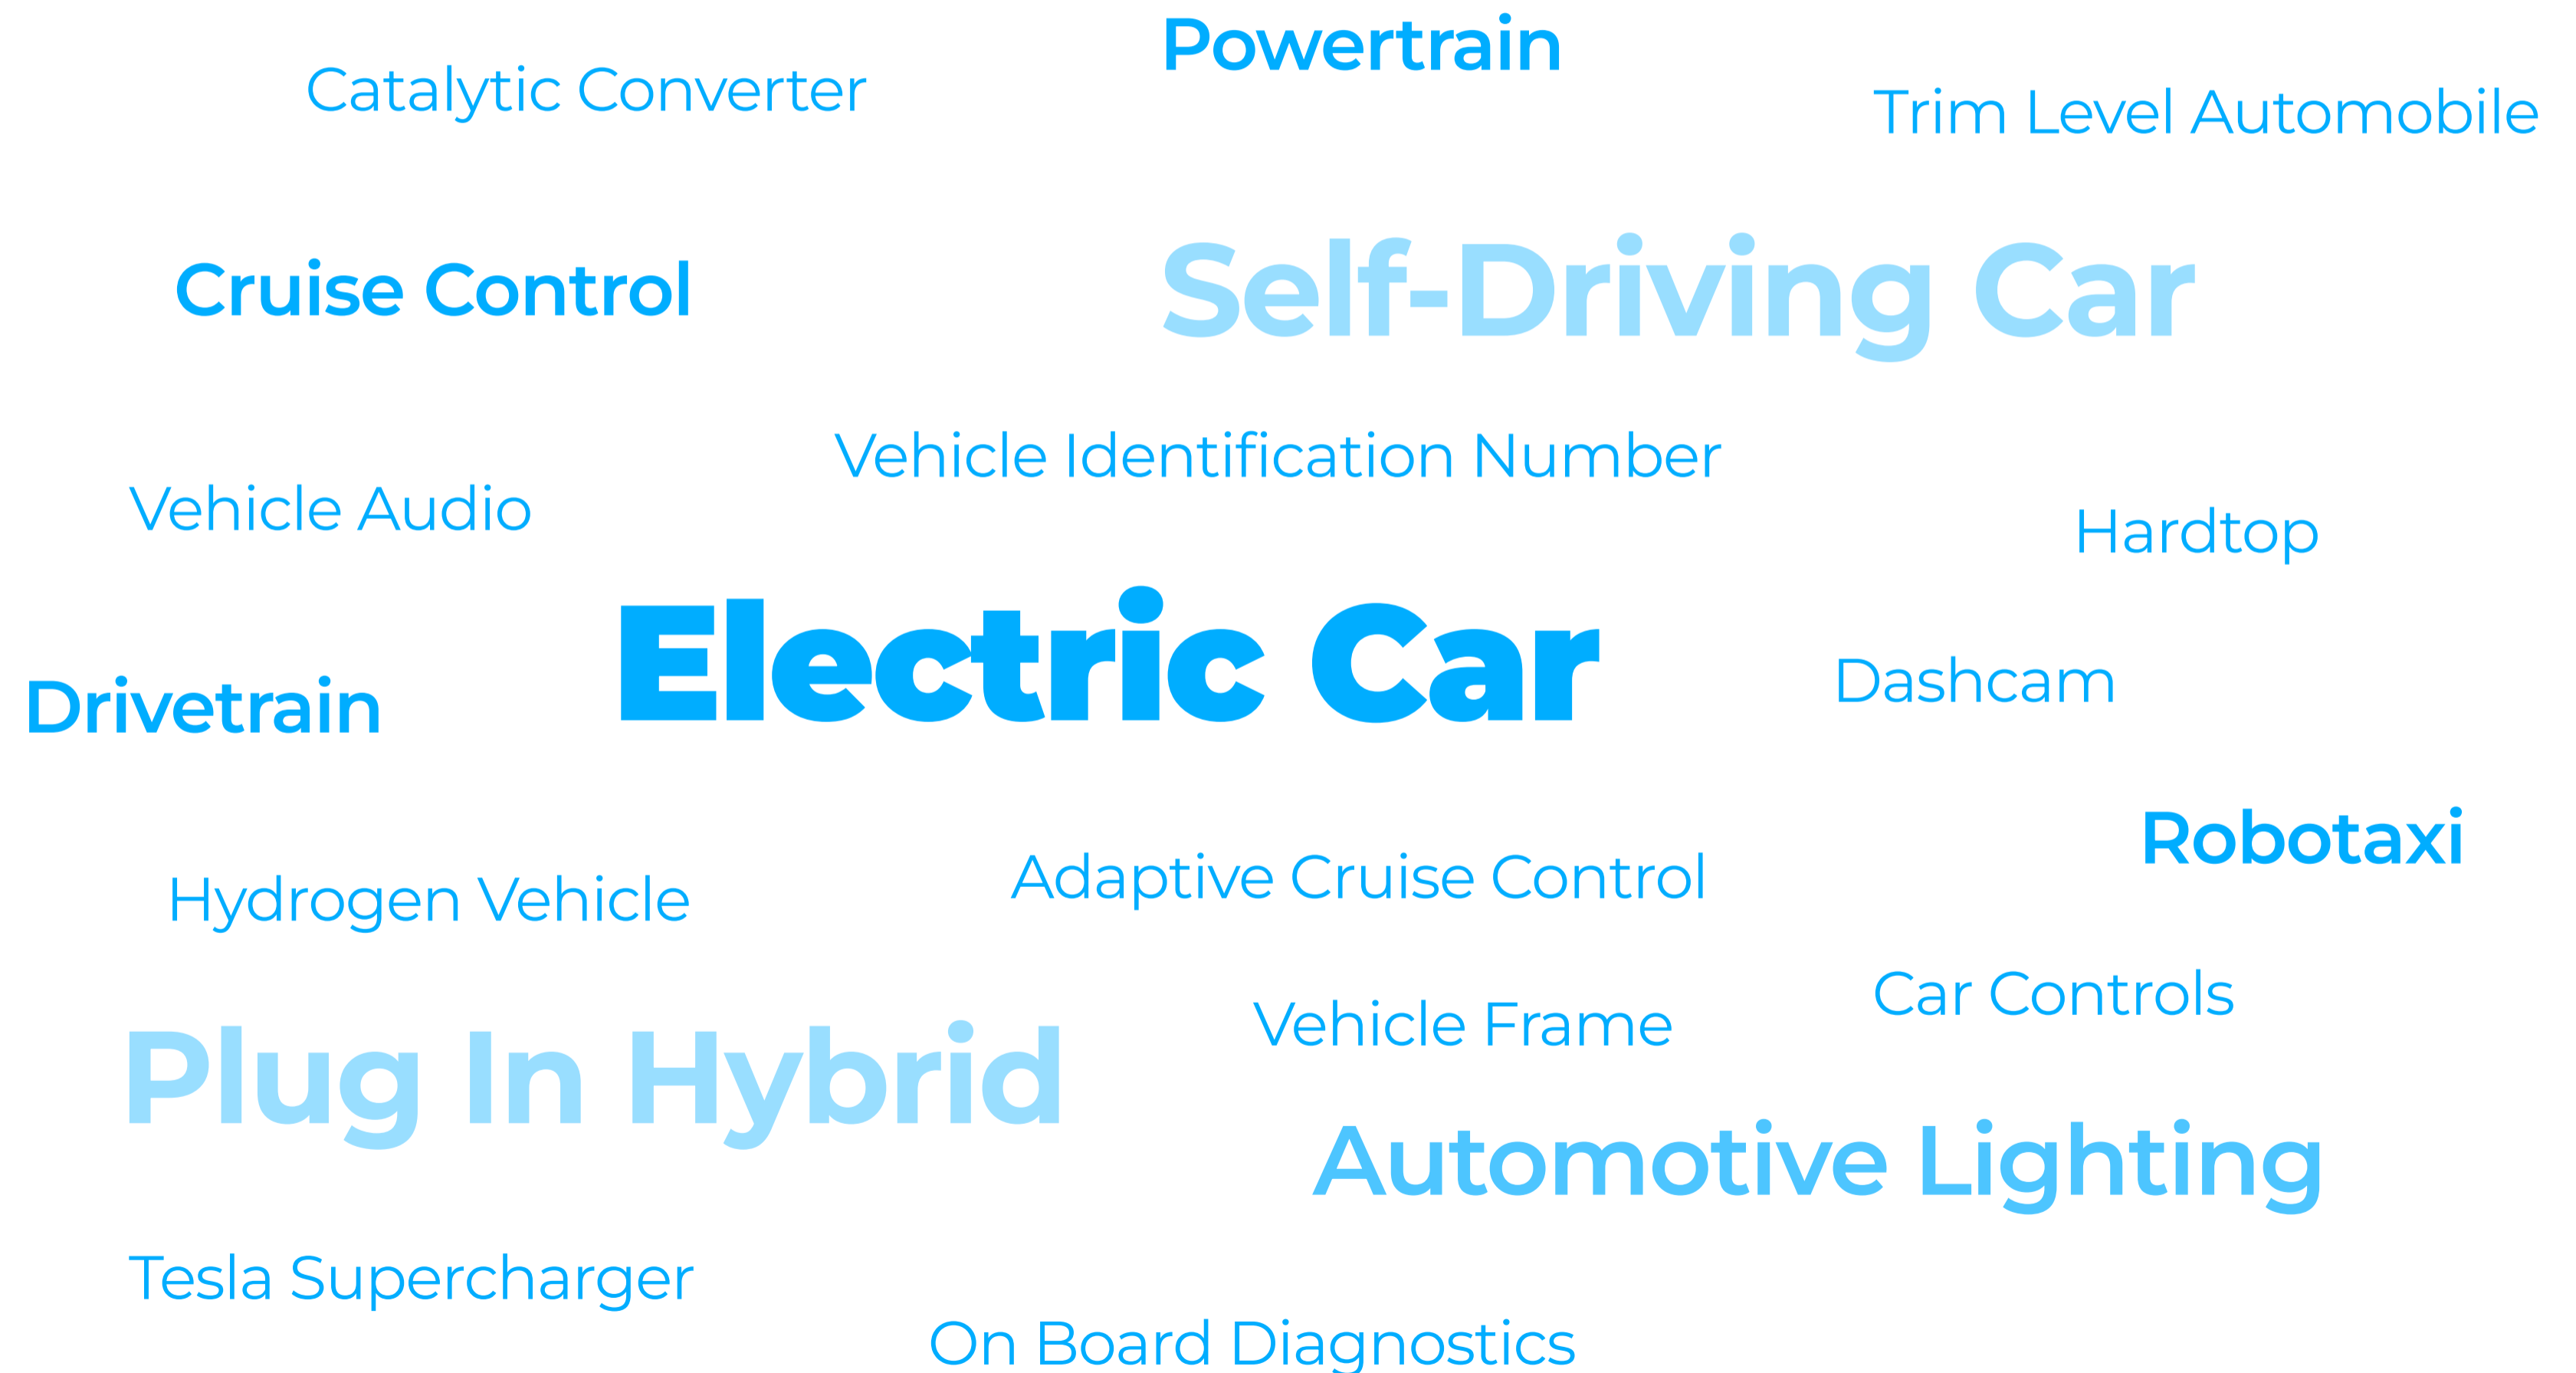 Powertrain
Catalytic Converter
Trim Level Automobile
Cruise Control
Self-Driving Car
Vehicle Identification Number
Vehicle Audio
Hardtop
Electric Car
Dashcam
Drivetrain
Robotaxi
Adaptive Cruise Control
Hydrogen Vehicle
Car Controls
Vehicle Frame
Plug In Hybrid
Automotive Lighting
Tesla Supercharger
On Board Diagnostics